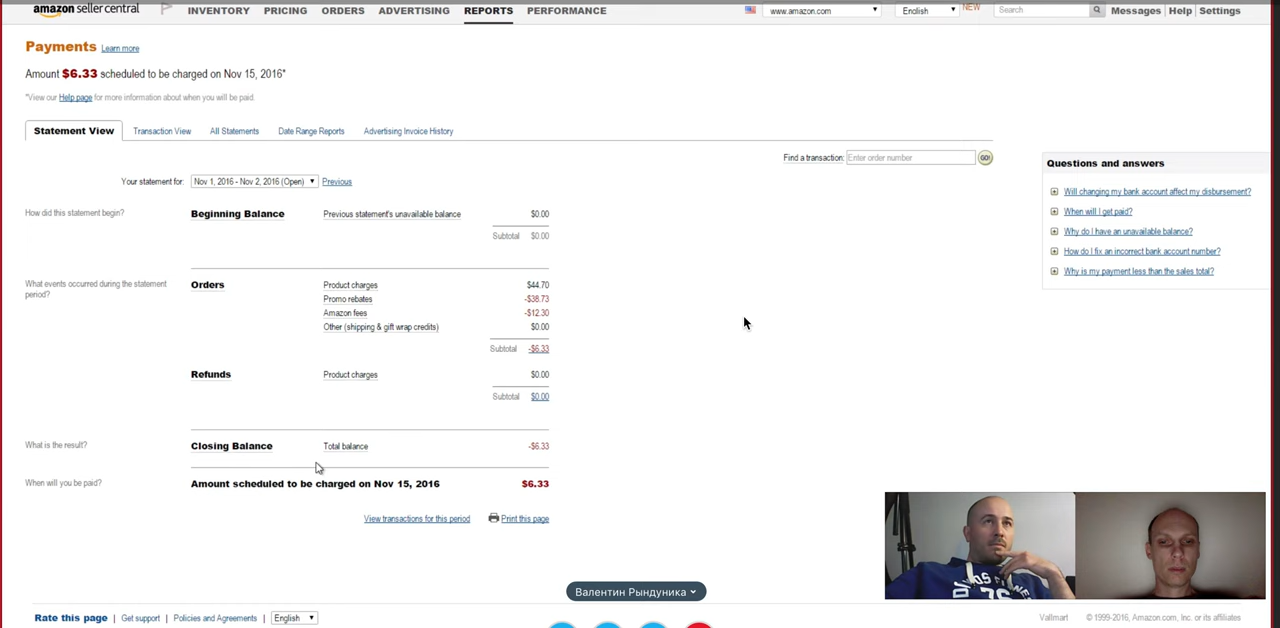 amazon seller central INVENTORY PRICING ORDERS ADVERTISING REPORTS PERFORMANCE www.amazon.com English NEW Search Messages | Help | Settings
Payments Learn more
Amount $6.33 scheduled to be charged on Nov 15, 2016*
*View our Help page for more information about when you will be paid.
Statement View Transaction View All Statements Date Range Reports Advertising Invoice History
Find a transaction: Enter order number GO!
Your statement for: Nov 1, 2016 - Nov 2, 2016 (Open) Previous
How did this statement begin? Beginning Balance Previous statement's unavailable balance $0.00
Subtotal $0.00
What events occurred during the statement period? Orders Product charges $44.70
Promo rebates -$38.73
Amazon fees -$12.30
Other (shipping & gift wrap credits) $0.00
Subtotal -$6.33
Refunds Product charges $0.00
Subtotal $0.00
What is the result? Closing Balance Total balance -$6.33
When will you be paid? Amount scheduled to be charged on Nov 15, 2016 $6.33
View transactions for this period Print this page
Questions and answers
Will changing my bank account affect my disbursement?
When will I get paid?
Why do I have an unavailable balance?
How do I fix an incorrect bank account number?
Why is my payment less than the sales total?
Валентин Рындуника
Rate this page | Get support | Policies and Agreements | English Vallmart © 1999-2016, Amazon.com, Inc. or its affiliates